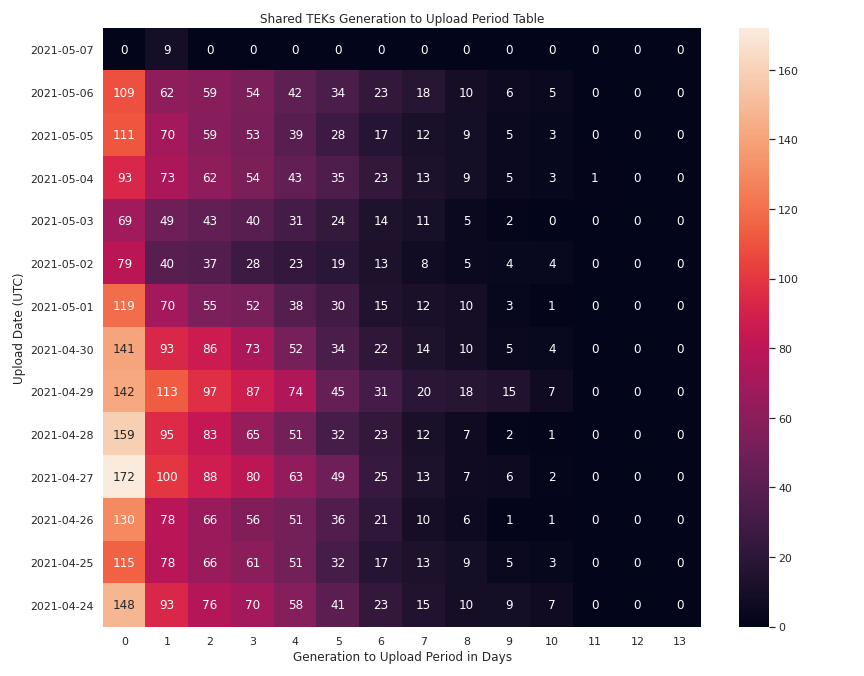 Shared TEKs Generation to Upload Period Table
2021-05-07 0 9 0 0 0 0 0 0 0 0 0 0 0 0
2021-05-06 109 62 59 54 42 34 23 18 10 6 5 0 0 0
2021-05-05 111 70 59 53 39 28 17 12 9 5 3 0 0 0
2021-05-04 93 73 62 54 43 35 23 13 9 5 3 1 0 0
2021-05-03 69 49 43 40 31 24 14 11 5 2 0 0 0 0
2021-05-02 79 40 37 28 23 19 13 8 5 4 4 0 0 0
2021-05-01 119 70 55 52 38 30 15 12 10 3 1 0 0 0
2021-04-30 141 93 86 73 52 34 22 14 10 5 4 0 0 0
2021-04-29 142 113 97 87 74 45 31 20 18 15 7 0 0 0
2021-04-28 159 95 83 65 51 32 23 12 7 2 1 0 0 0
2021-04-27 172 100 88 80 63 49 25 13 7 6 2 0 0 0
2021-04-26 130 78 66 56 51 36 21 10 6 1 1 0 0 0
2021-04-25 115 78 66 61 51 32 17 13 9 5 3 0 0 0
2021-04-24 148 93 76 70 58 41 23 15 10 9 7 0 0 0
0 1 2 3 4 5 6 7 8 9 10 11 12 13
Generation to Upload Period in Days
Upload Date (UTC)
160
140
120
100
80
60
40
20
0